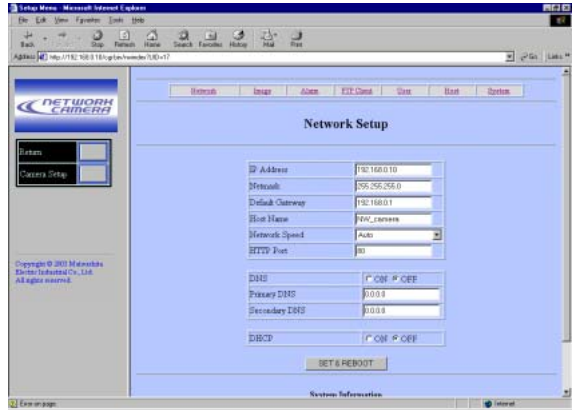 Setup Menu - Microsoft Internet Explorer
File Edit View Favorites Tools Help
Back Stop Refresh Home Search Favorites History Mail Print
Address Go Links
Network Image Alarm FTP Client User Host System
NETWORK CAMERA
Network Setup
Return
Camera Setup
IP Address 192.168.0.10
Netmask 255.255.255.0
Default Gateway 192.168.0.1
Host Name NW_camera
Network Speed Auto
HTTP Port 80
Copyright © 2003 Matsushita
Electric Industrial Co., Ltd.
All rights reserved.
DNS ON OFF
Primary DNS 0.0.0.0
Secondary DNS 0.0.0.0
DHCP ON OFF
SET & REBOOT
System Information
Error on page.
Internet